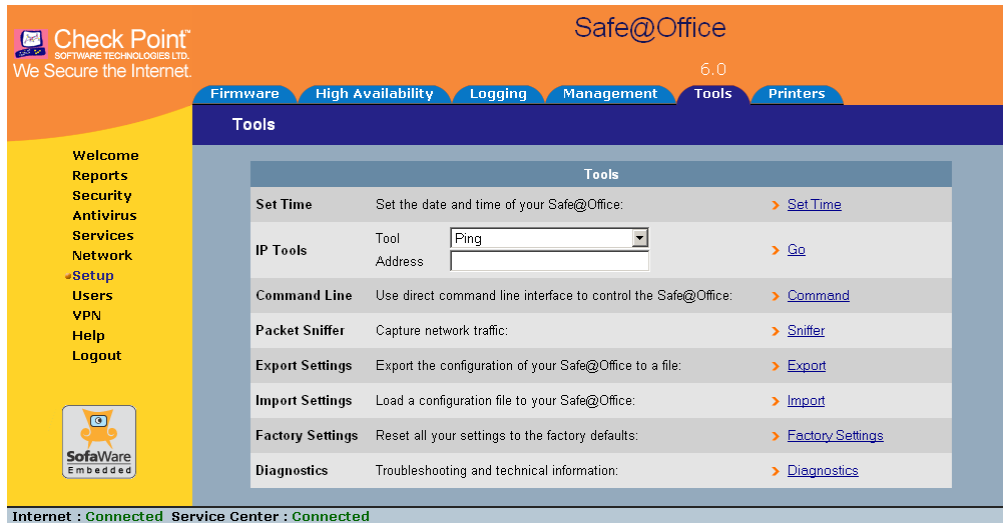 Check Point™
SOFTWARE TECHNOLOGIES LTD.
We Secure the Internet.
Safe@Office
6.0
Firmware High Availability Logging Management Tools Printers
Tools
Welcome
Reports
Security
Antivirus
Services
Network
Setup
Users
VPN
Help
Logout
Tools
Set Time Set the date and time of your Safe@Office: Set Time
IP Tools Tool Ping Go
Address
Command Line Use direct command line interface to control the Safe@Office: Command
Packet Sniffer Capture network traffic: Sniffer
Export Settings Export the configuration of your Safe@Office to a file: Export
Import Settings Load a configuration file to your Safe@Office: Import
Factory Settings Reset all your settings to the factory defaults: Factory Settings
Diagnostics Troubleshooting and technical information: Diagnostics
SofaWare
Embedded
Internet : Connected Service Center : Connected